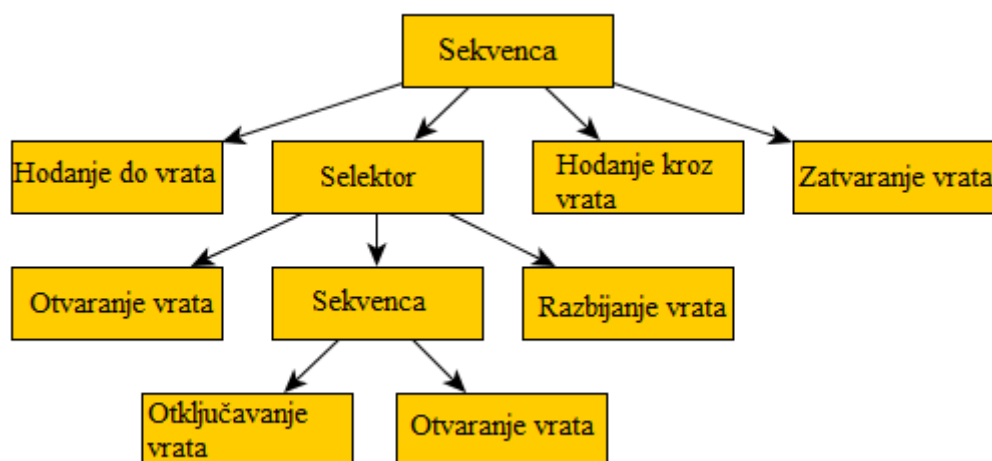 Sekvenca
Hodanje do vrata
Selektor
Hodanje kroz
vrata
Zatvaranje vrata
Otvaranje vrata
Sekvenca
Razbijanje vrata
Otključavanje
vrata
Otvaranje vrata